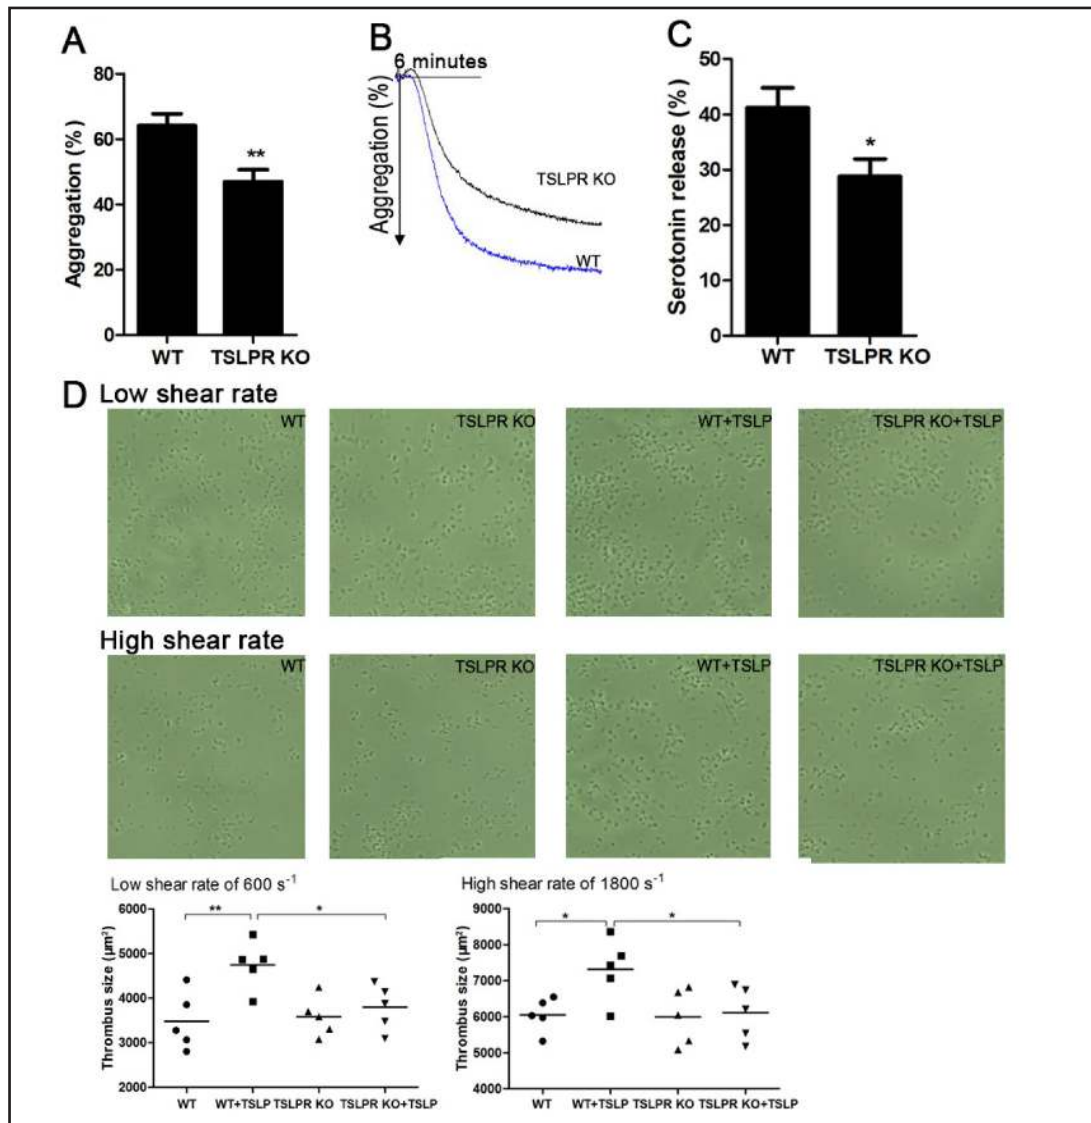 A
Aggregation (%)
80
60
40
20
0
**
WT TSLPR KO
B
6 minutes
Aggregation (%)
TSLPR KO
WT
C
Serotonin release (%)
50
40
30
20
10
0
*
WT TSLPR KO
D Low shear rate
WT TSLPR KO WT+TSLP TSLPR KO+TSLP
High shear rate
WT TSLPR KO WT+TSLP TSLPR KO+TSLP
Low shear rate of 600 s⁻¹
Thrombus size (µm²)
6000
5000
4000
3000
2000
** *
WT WT+TSLP TSLPR KO TSLPR KO+TSLP
High shear rate of 1800 s⁻¹
Thrombus size (µm²)
9000
8000
7000
6000
5000
4000
* *
WT WT+TSLP TSLPR KO TSLPR KO+TSLP